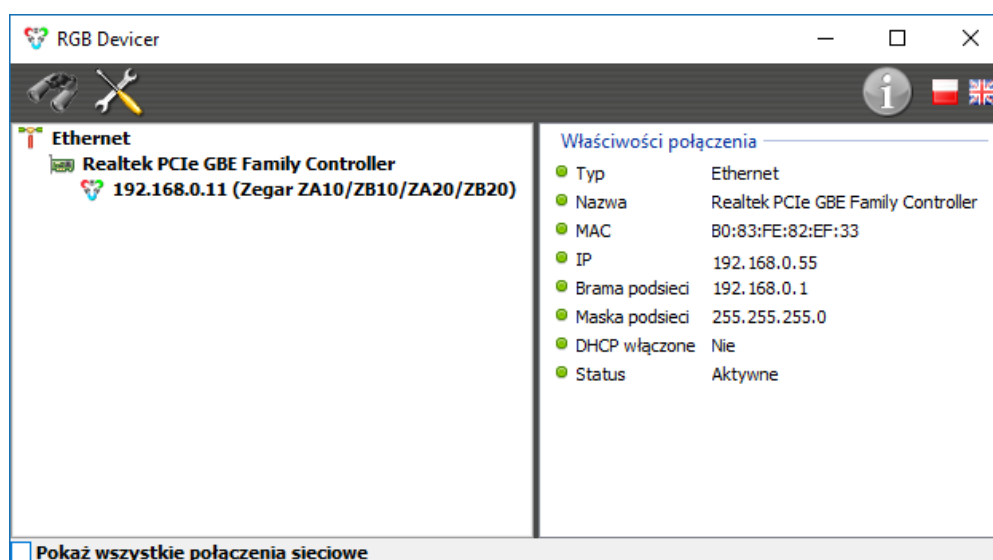 RGB Devicer
Ethernet
Realtek PCIe GBE Family Controller
192.168.0.11 (Zegar ZA10/ZB10/ZA20/ZB20)
Właściwości połączenia
Typ Ethernet
Nazwa Realtek PCIe GBE Family Controller
MAC B0:83:FE:82:EF:33
IP 192.168.0.55
Brama podsieci 192.168.0.1
Maska podsieci 255.255.255.0
DHCP włączone Nie
Status Aktywne
Pokaż wszystkie połączenia sieciowe